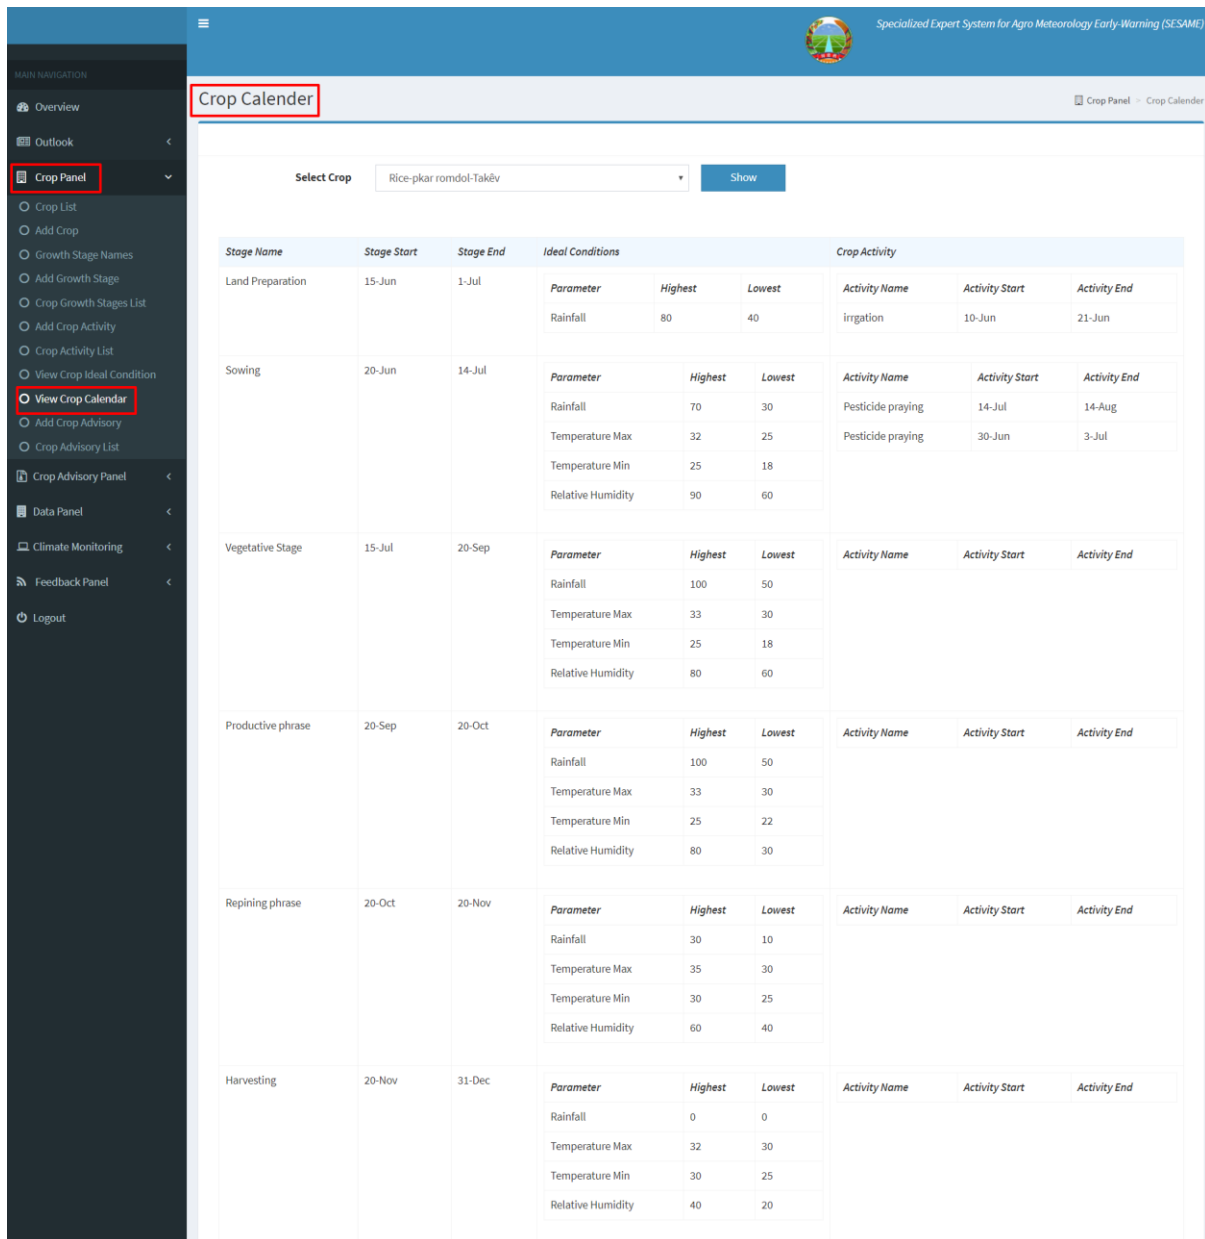 Specialized Expert System for Agro Meteorology Early-Warning (SESAME)
MAIN NAVIGATION
Overview
Outlook
Crop Panel
Crop List
Add Crop
Growth Stage Names
Add Growth Stage
Crop Growth Stages List
Add Crop Activity
Crop Activity List
View Crop Ideal Condition
View Crop Calendar
Add Crop Advisory
Crop Advisory List
Crop Advisory Panel
Data Panel
Climate Monitoring
Feedback Panel
Logout
Crop Calender
Crop Panel > Crop Calender
Select Crop Rice-pkar romdol-Takêv Show
Stage Name Stage Start Stage End Ideal Conditions Crop Activity
Land Preparation 15-Jun 1-Jul
Parameter Highest Lowest Activity Name Activity Start Activity End
Rainfall 80 40 irrgation 10-Jun 21-Jun
Sowing 20-Jun 14-Jul
Parameter Highest Lowest Activity Name Activity Start Activity End
Rainfall 70 30 Pesticide praying 14-Jul 14-Aug
Temperature Max 32 25 Pesticide praying 30-Jun 3-Jul
Temperature Min 25 18
Relative Humidity 90 60
Vegetative Stage 15-Jul 20-Sep
Parameter Highest Lowest Activity Name Activity Start Activity End
Rainfall 100 50
Temperature Max 33 30
Temperature Min 25 18
Relative Humidity 80 60
Productive phrase 20-Sep 20-Oct
Parameter Highest Lowest Activity Name Activity Start Activity End
Rainfall 100 50
Temperature Max 33 30
Temperature Min 25 22
Relative Humidity 80 30
Repining phrase 20-Oct 20-Nov
Parameter Highest Lowest Activity Name Activity Start Activity End
Rainfall 30 10
Temperature Max 35 30
Temperature Min 30 25
Relative Humidity 60 40
Harvesting 20-Nov 31-Dec
Parameter Highest Lowest Activity Name Activity Start Activity End
Rainfall 0 0
Temperature Max 32 30
Temperature Min 30 25
Relative Humidity 40 20